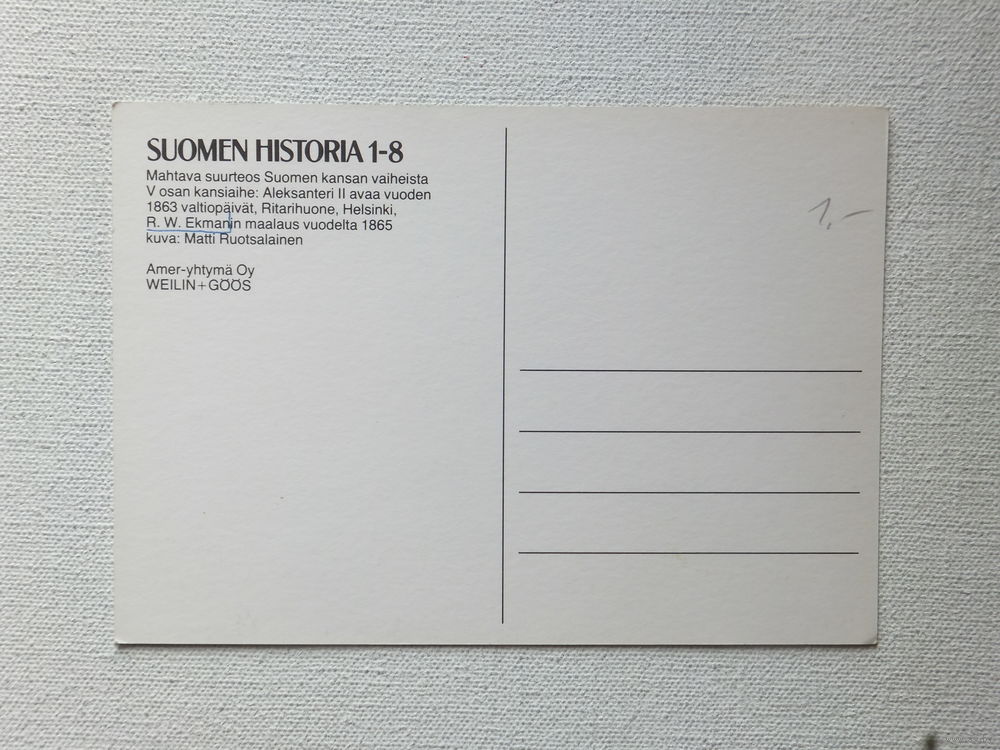 SUOMEN HISTORIA 1-8
Mahtava suurteos Suomen kansan vaiheista
V osan kansiaihe: Aleksanteri II avaa vuoden
1863 valtiopäivät, Ritarihuone, Helsinki,
R. W. Ekmanin maalaus vuodelta 1865
kuva: Matti Ruotsalainen
Amer-yhtymä Oy
WEILIN+GÖÖS
1.–